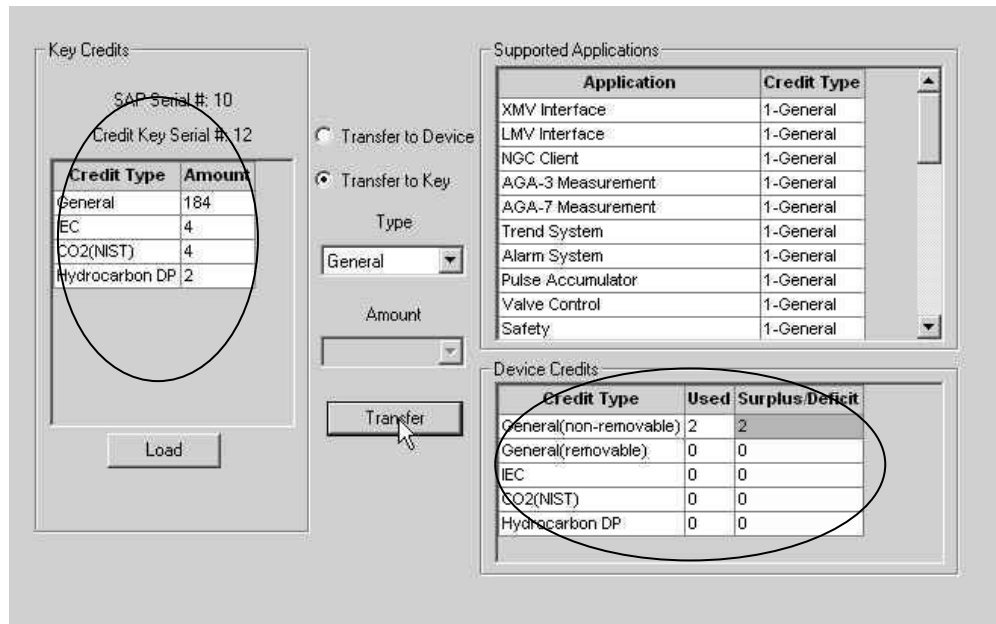 Key Credits
SAP Serial #: 10
Credit Key Serial #: 12
Credit Type Amount
General 184
IEC 4
CO2(NIST) 4
Hydrocarbon DP 2
Load
Transfer to Device
Transfer to Key
Type
General
Amount
Transfer
Supported Applications
Application Credit Type
XMV Interface 1-General
LMV Interface 1-General
NGC Client 1-General
AGA-3 Measurement 1-General
AGA-7 Measurement 1-General
Trend System 1-General
Alarm System 1-General
Pulse Accumulator 1-General
Valve Control 1-General
Safety 1-General
Device Credits
Credit Type Used Surplus/Deficit
General(non-removable) 2 2
General(removable) 0 0
IEC 0 0
CO2(NIST) 0 0
Hydrocarbon DP 0 0